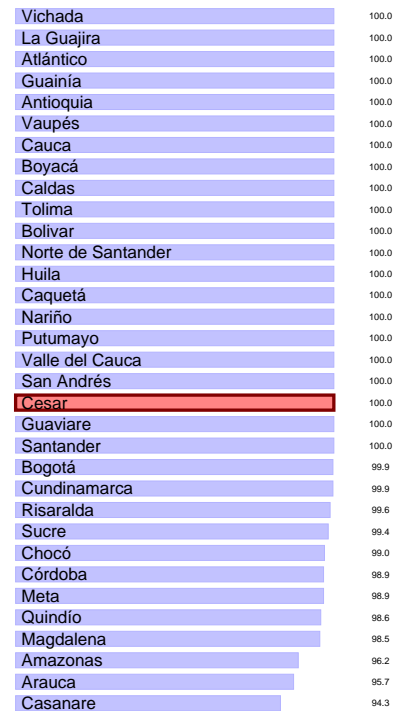 Vichada 100.0
La Guajira 100.0
Atlántico 100.0
Guainía 100.0
Antioquia 100.0
Vaupés 100.0
Cauca 100.0
Boyacá 100.0
Caldas 100.0
Tolima 100.0
Bolivar 100.0
Norte de Santander 100.0
Huila 100.0
Caquetá 100.0
Nariño 100.0
Putumayo 100.0
Valle del Cauca 100.0
San Andrés 100.0
Cesar 100.0
Guaviare 100.0
Santander 100.0
Bogotá 99.9
Cundinamarca 99.9
Risaralda 99.6
Sucre 99.4
Chocó 99.0
Córdoba 98.9
Meta 98.9
Quindío 98.6
Magdalena 98.5
Amazonas 96.2
Arauca 95.7
Casanare 94.3